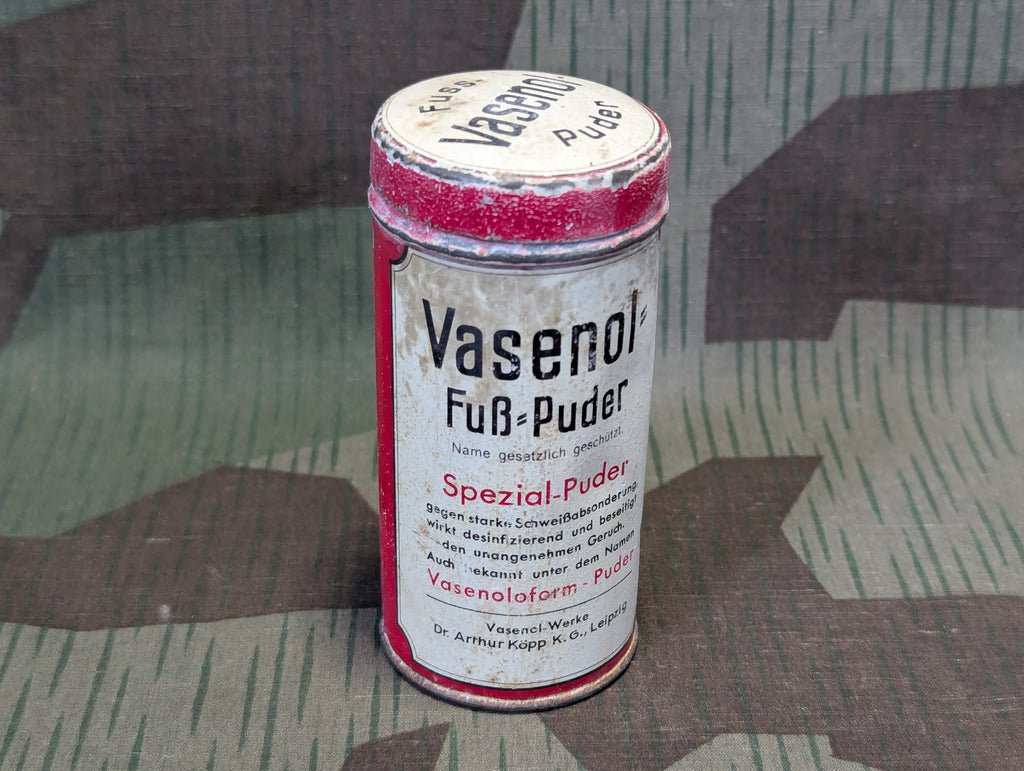 Fuss-
Vasenol-
Puder
Vasenol=
Fuß=Puder
Name gesetzlich geschützt.
Spezial-Puder
gegen starke Schweißabsonderung,
wirkt desinfizierend und beseitigt
den unangenehmen Geruch.
Auch bekannt unter dem Namen
Vasenoloform-Puder
Vasenol-Werke
Dr. Arthur Köpp K.G., Leipzig